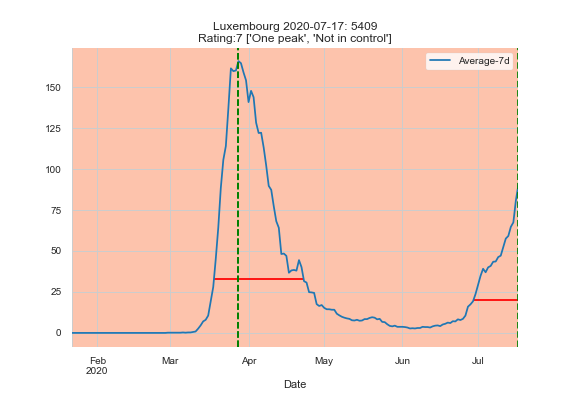 Luxembourg 2020-07-17: 5409
Rating:7 ['One peak', 'Not in control']
Average-7d
150
125
100
75
50
25
0
Feb
2020
Mar
Apr
May
Jun
Jul
Date